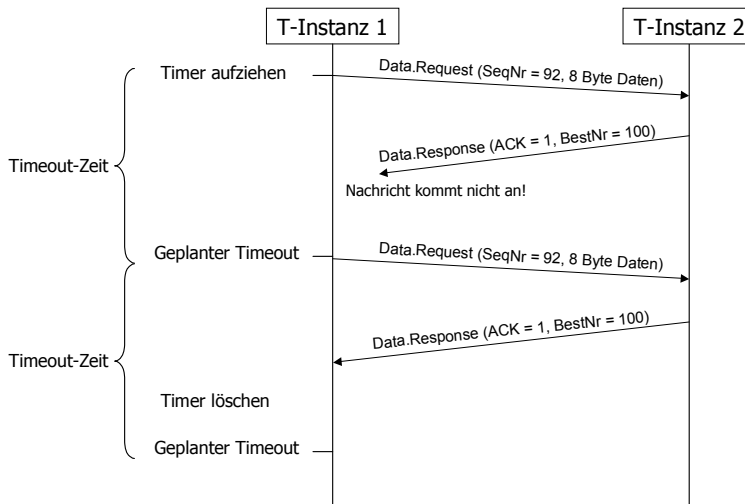 T-Instanz 1
T-Instanz 2
Timer aufziehen
Data.Request (SeqNr = 92, 8 Byte Daten)
Data.Response (ACK = 1, BestNr = 100)
Timeout-Zeit
Nachricht kommt nicht an!
Geplanter Timeout
Data.Request (SeqNr = 92, 8 Byte Daten)
Data.Response (ACK = 1, BestNr = 100)
Timeout-Zeit
Timer löschen
Geplanter Timeout